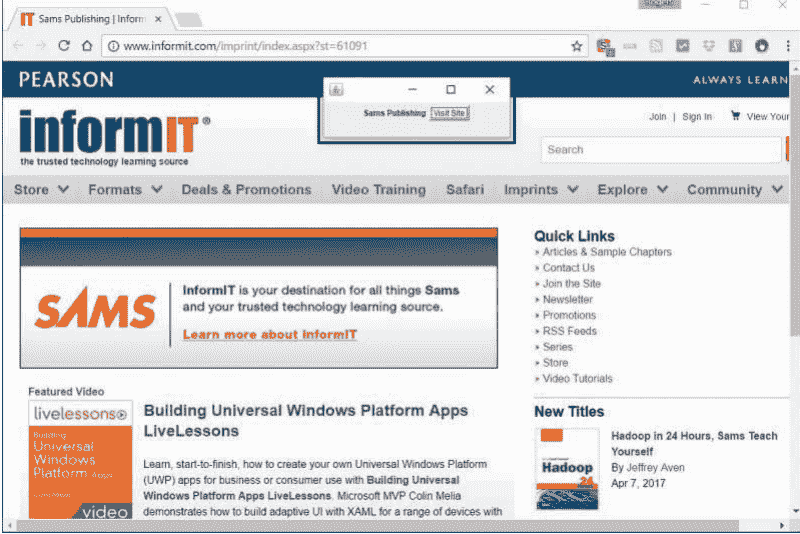 Sams Publishing | Inform
www.informit.com/imprint/index.aspx?st=61091
PEARSON
ALWAYS LEARN
Sams Publishing Visit Site
informIT®
the trusted technology learning source
Join | Sign In View Your
Search
Store Formats Deals & Promotions Video Training Safari Imprints Explore Community
SAMS
InformIT is your destination for all things Sams
and your trusted technology learning source.
Learn more about InformIT
Quick Links
» Articles & Sample Chapters
» Contact Us
» Join the Site
» Newsletter
» Promotions
» RSS Feeds
» Series
» Store
» Video Tutorials
Featured Video
livelessons
Building
Universal
Windows
Platform Apps
video
Building Universal Windows Platform Apps
LiveLessons
Learn, start-to-finish, how to create your own Universal Windows Platform
(UWP) apps for business or consumer use with Building Universal
Windows Platform Apps LiveLessons. Microsoft MVP Colin Melia
demonstrates how to build adaptive UI with XAML for a range of devices with
New Titles
Hadoop
24
Hadoop in 24 Hours, Sams Teach
Yourself
By Jeffrey Aven
Apr 7, 2017